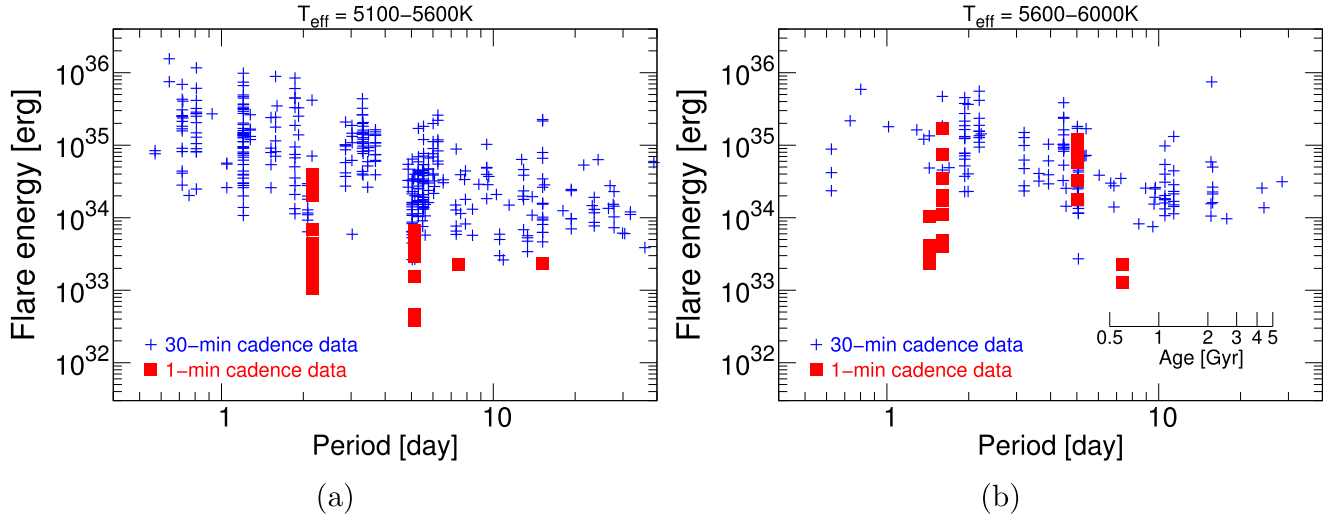 T_eff = 5100−5600K
Flare energy [erg]
10^36
10^35
10^34
10^33
10^32
+ 30−min cadence data
■ 1−min cadence data
1 10
Period [day]
(a)
T_eff = 5600−6000K
Flare energy [erg]
10^36
10^35
10^34
10^33
10^32
+ 30−min cadence data
■ 1−min cadence data
0.5 1 2 3 4 5
Age [Gyr]
1 10
Period [day]
(b)